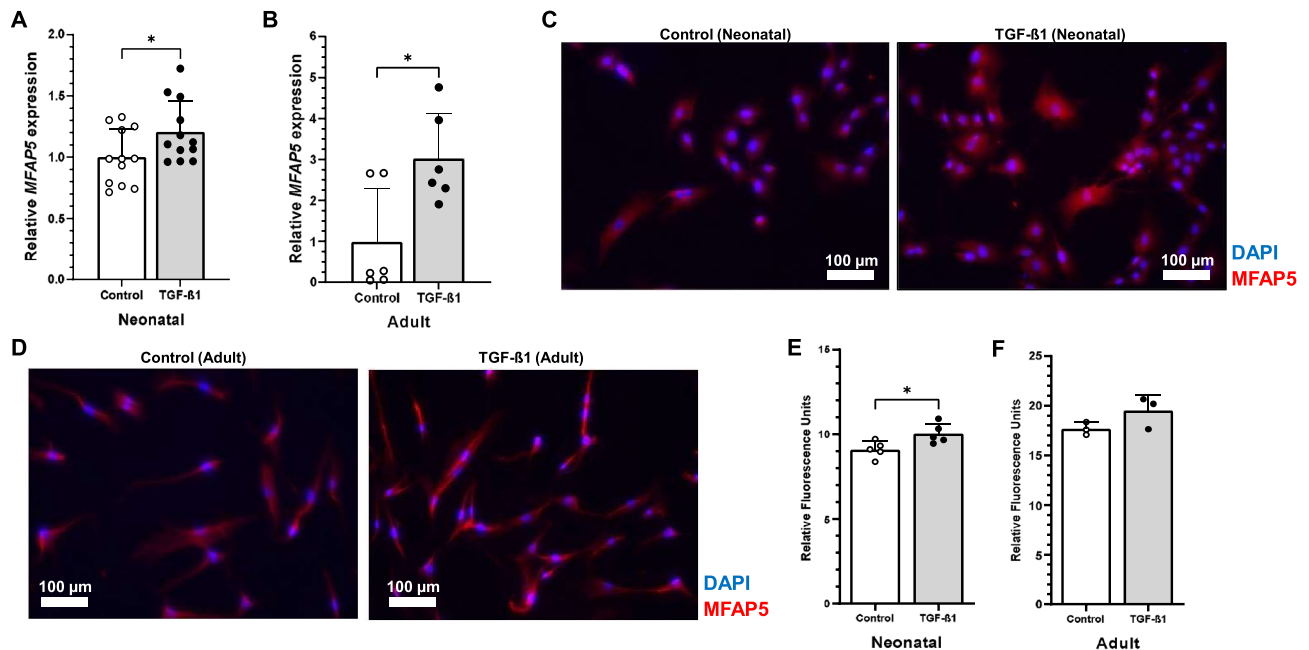 A
Relative MFAP5 expression
2.0
1.5
1.0
0.5
0.0
*
Control
TGF-ß1
Neonatal
B
Relative MFAP5 expression
6
5
4
3
2
1
0
*
Control
TGF-ß1
Adult
C
Control (Neonatal)
100 µm
TGF-ß1 (Neonatal)
100 µm
DAPI
MFAP5
D
Control (Adult)
100 µm
TGF-ß1 (Adult)
100 µm
DAPI
MFAP5
E
Relative Fluorescence Units
15
10
5
0
*
Control
TGF-ß1
Neonatal
F
Relative Fluorescence Units
25
20
15
10
5
0
Control
TGF-ß1
Adult